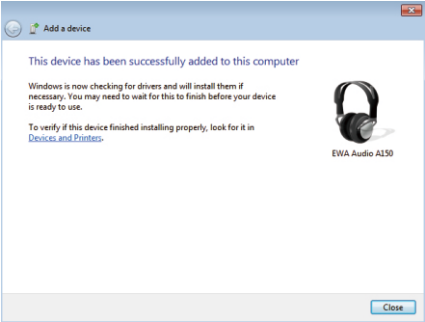 Add a device
This device has been successfully added to this computer
Windows is now checking for drivers and will install them if
necessary. You may need to wait for this to finish before your device
is ready to use.
To verify if this device finished installing properly, look for it in
Devices and Printers.
EWA Audio A150
Close